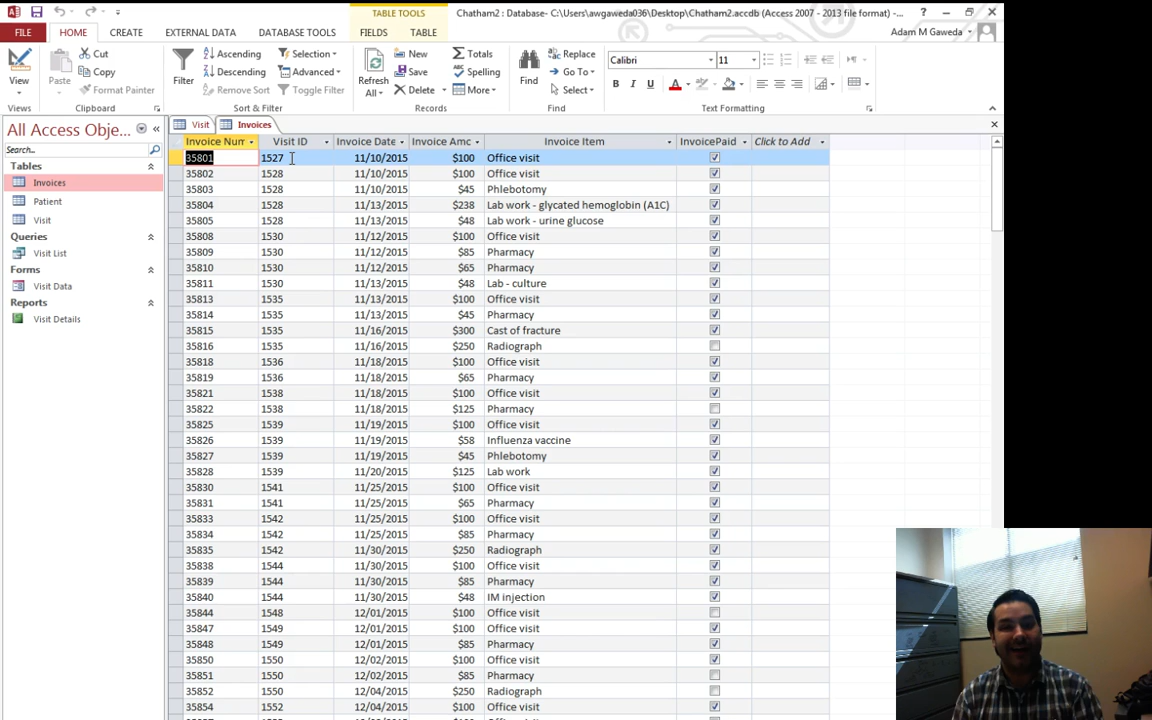 TABLE TOOLS
Chatham2 : Database- C:\Users\awgaweda036\Desktop\Chatham2.accdb (Access 2007 - 2013 file format) -...
FILE HOME CREATE EXTERNAL DATA DATABASE TOOLS FIELDS TABLE Adam M Gaweda
View Paste Cut Copy Format Painter
Filter Ascending Descending Remove Sort Selection Advanced Toggle Filter
Refresh All New Save Delete Totals Spelling More
Find Replace Go To Select
Calibri 11
B I U A
Views Clipboard Sort & Filter Records Find Text Formatting
All Access Obje...
Search...
Tables
Invoices
Patient
Visit
Queries
Visit List
Forms
Visit Data
Reports
Visit Details
Visit Invoices
Invoice Num Visit ID Invoice Date Invoice Amc Invoice Item InvoicePaid Click to Add
35801 1527 11/10/2015 $100 Office visit
35802 1528 11/10/2015 $100 Office visit
35803 1528 11/10/2015 $45 Phlebotomy
35804 1528 11/13/2015 $238 Lab work - glycated hemoglobin (A1C)
35805 1528 11/13/2015 $48 Lab work - urine glucose
35808 1530 11/12/2015 $100 Office visit
35809 1530 11/12/2015 $85 Pharmacy
35810 1530 11/12/2015 $65 Pharmacy
35811 1530 11/13/2015 $48 Lab - culture
35813 1535 11/13/2015 $100 Office visit
35814 1535 11/13/2015 $45 Pharmacy
35815 1535 11/16/2015 $300 Cast of fracture
35816 1535 11/16/2015 $250 Radiograph
35818 1536 11/18/2015 $100 Office visit
35819 1536 11/18/2015 $65 Pharmacy
35821 1538 11/18/2015 $100 Office visit
35822 1538 11/18/2015 $125 Pharmacy
35825 1539 11/19/2015 $100 Office visit
35826 1539 11/19/2015 $58 Influenza vaccine
35827 1539 11/19/2015 $45 Phlebotomy
35828 1539 11/20/2015 $125 Lab work
35830 1541 11/25/2015 $100 Office visit
35831 1541 11/25/2015 $65 Pharmacy
35833 1542 11/25/2015 $100 Office visit
35834 1542 11/25/2015 $85 Pharmacy
35835 1542 11/30/2015 $250 Radiograph
35838 1544 11/30/2015 $100 Office visit
35839 1544 11/30/2015 $85 Pharmacy
35840 1544 11/30/2015 $48 IM injection
35844 1548 12/01/2015 $100 Office visit
35847 1549 12/01/2015 $100 Office visit
35848 1549 12/01/2015 $85 Pharmacy
35850 1550 12/02/2015 $100 Office visit
35851 1550 12/02/2015 $85 Pharmacy
35852 1550 12/04/2015 $250 Radiograph
35854 1552 12/04/2015 $100 Office visit